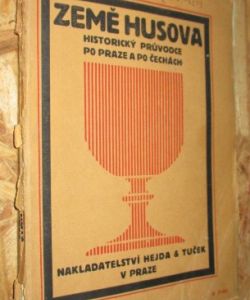 ZEMĚ HUSOVA
HISTORICKÝ PRŮVODCE
PO PRAZE A PO ČECHÁCH
NAKLADATELSTVÍ HEJDA & TUČEK
V PRAZE